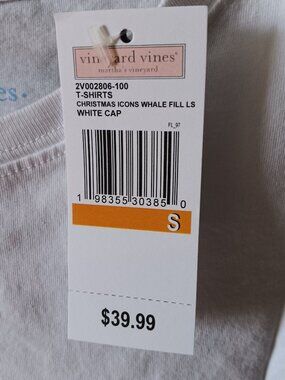 vineyard vines®
martha's vineyard
2V002806-100
T-SHIRTS
CHRISTMAS ICONS WHALE FILL LS
WHITE CAP
FL_97
1 98355 30385 0
S
$39.99
es.